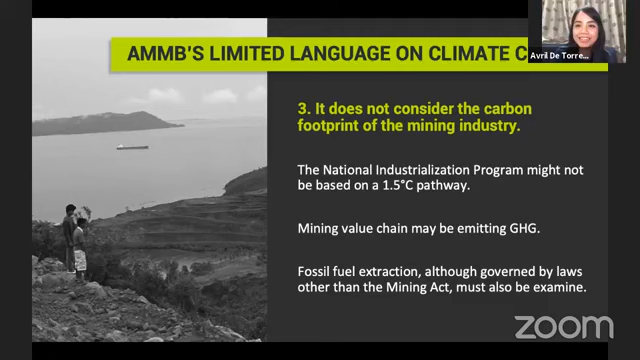 AMMB'S LIMITED LANGUAGE ON CLIMATE C
Avril De Torre...
3. It does not consider the carbon
footprint of the mining industry.
The National Industrialization Program might not
be based on a 1.5°C pathway.
Mining value chain may be emitting GHG.
Fossil fuel extraction, although governed by laws
other than the Mining Act, must also be examine.
zoom